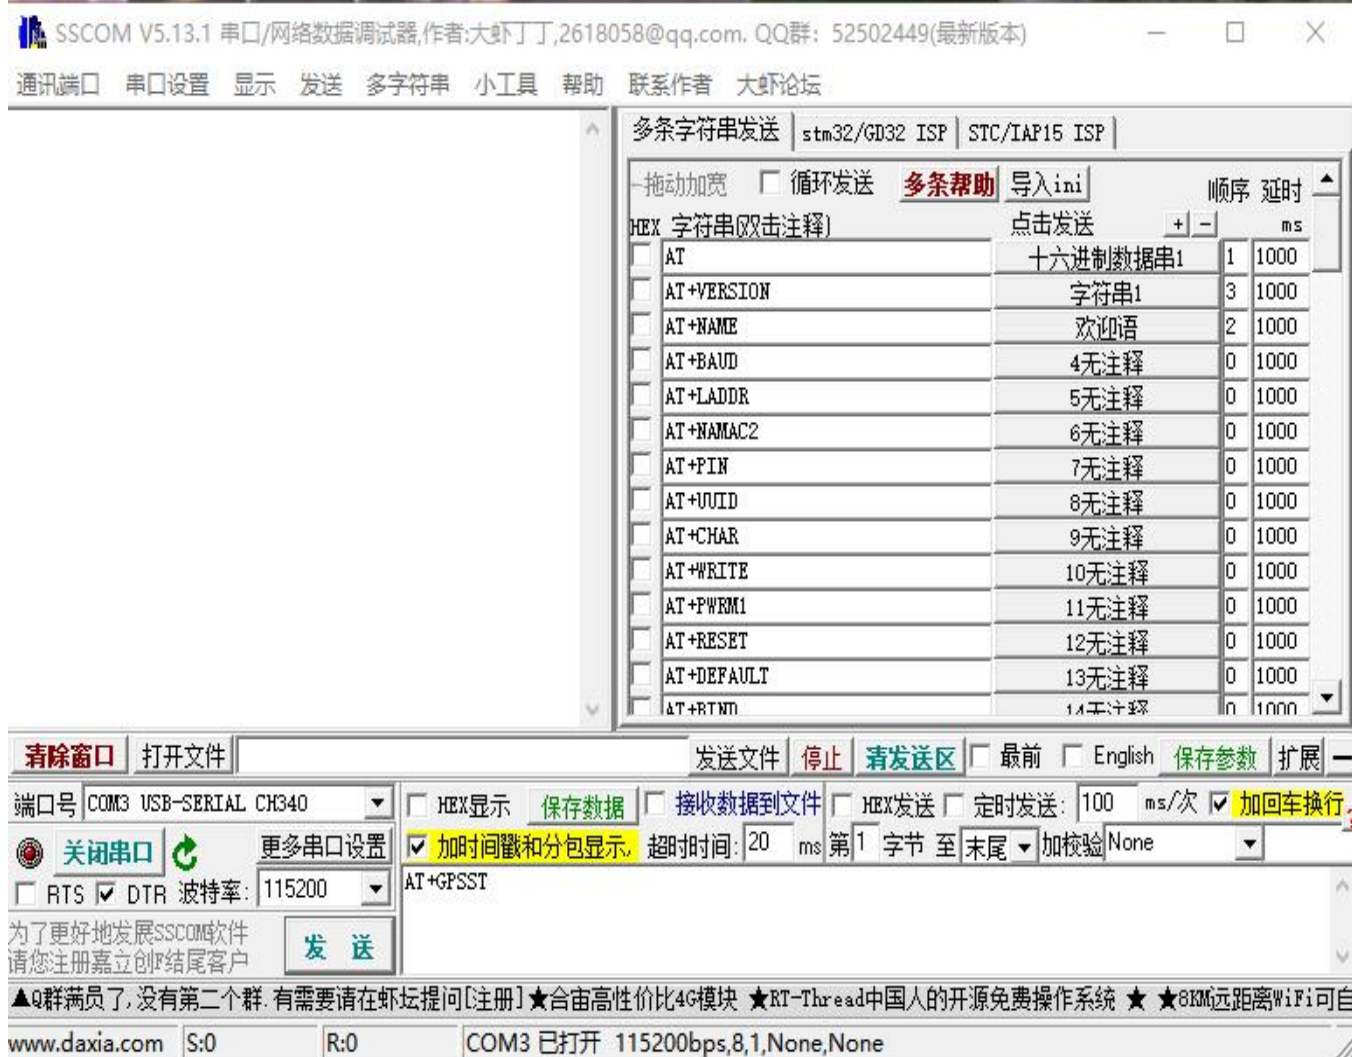 SSCOM V5.13.1 串口/网络数据调试器,作者:大虾丁丁,2618058@qq.com. QQ群: 52502449(最新版本)
通讯端口 串口设置 显示 发送 多字符串 小工具 帮助 联系作者 大虾论坛
多条字符串发送 stm32/GD32 ISP STC/IAP15 ISP
拖动加宽 循环发送 多条帮助 导入ini 顺序 延时
HEX 字符串(双击注释) 点击发送 + - ms
AT 十六进制数据串1 1 1000
AT+VERSION 字符串1 3 1000
AT+NAME 欢迎语 2 1000
AT+BAUD 4无注释 0 1000
AT+LADDR 5无注释 0 1000
AT+NAMAC2 6无注释 0 1000
AT+PIN 7无注释 0 1000
AT+UUID 8无注释 0 1000
AT+CHAR 9无注释 0 1000
AT+WRITE 10无注释 0 1000
AT+PWRM1 11无注释 0 1000
AT+RESET 12无注释 0 1000
AT+DEFAULT 13无注释 0 1000
AT+BIND 14无注释 0 1000
清除窗口 打开文件 发送文件 停止 清发送区 最前 English 保存参数 扩展 —
端口号 COM3 USB-SERIAL CH340 HEX显示 保存数据 接收数据到文件 HEX发送 定时发送: 100 ms/次 加回车换行
关闭串口 更多串口设置 加时间戳和分包显示, 超时时间: 20 ms 第1 字节 至 末尾 加校验 None
RTS DTR 波特率: 115200 AT+GPSST
为了更好地发展SSCOM软件
请您注册嘉立创F结尾客户
发 送
▲Q群满员了,没有第二个群.有需要请在虾坛提问[注册]★合宙高性价比4G模块 ★RT-Thread中国人的开源免费操作系统 ★ ★8KM远距离WiFi可自
www.daxia.com S:0 R:0 COM3 已打开 115200bps,8,1,None,None